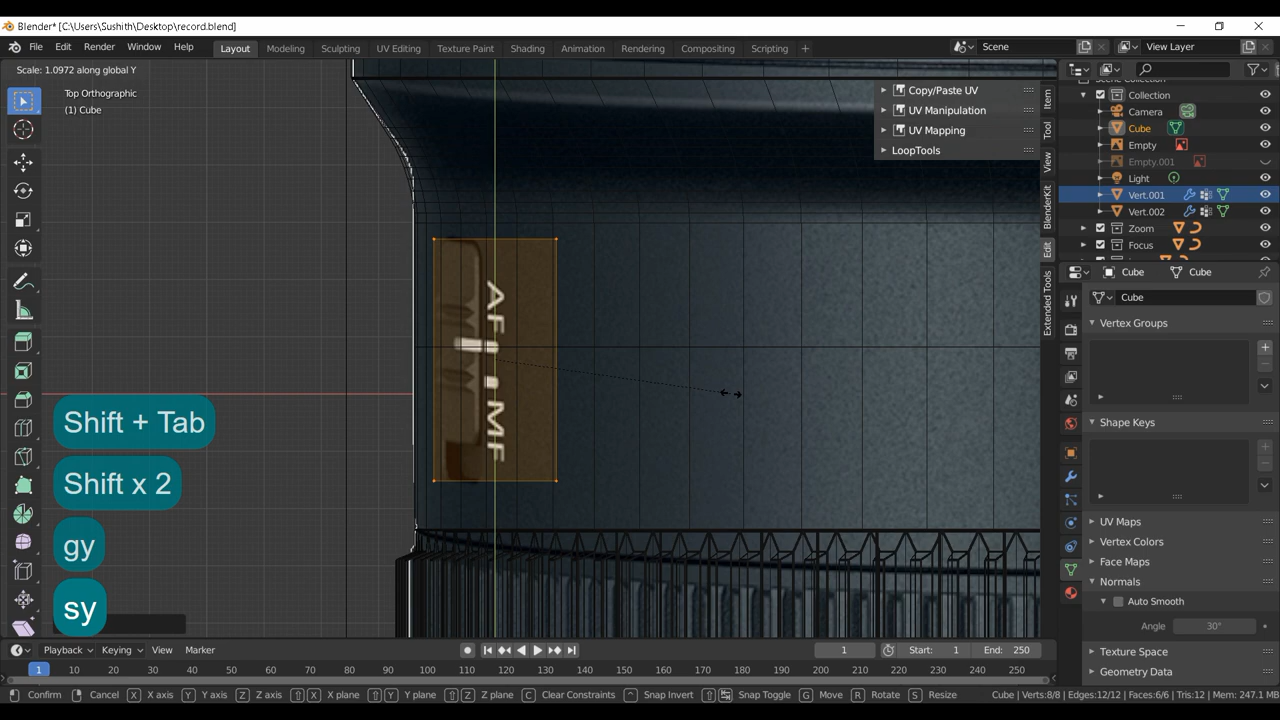 Blender* [C:\Users\Sushith\Desktop\record.blend]
File Edit Render Window Help Layout Modeling Sculpting UV Editing Texture Paint Shading Animation Rendering Compositing Scripting + Scene View Layer
Scale: 1.0972 along global Y
Top Orthographic
(1) Cube
Copy/Paste UV
UV Manipulation
UV Mapping
LoopTools
Item
Tool
View
BlenderKit
Edit
Extended Tools
AF
MF
Shift + Tab
Shift x 2
gy
sy
Collection
Camera
Cube
Empty
Empty.001
Light
Vert.001
Vert.002
Zoom
Focus
Cube Cube
Cube
Vertex Groups
Shape Keys
UV Maps
Vertex Colors
Face Maps
Normals
Auto Smooth
Angle 30°
Texture Space
Geometry Data
Playback Keying View Marker 1 Start: 1 End: 250
1 10 20 30 40 50 60 70 80 90 100 110 120 130 140 150 160 170 180 190 200 210 220 230 240 250
Confirm Cancel X X axis Y Y axis Z Z axis X X plane Y Y plane Z Z plane C Clear Constraints Snap Invert Snap Toggle G Move R Rotate S Resize Cube | Verts:8/8 | Edges:12/12 | Faces:6/6 | Tris:12 | Mem: 247.1 MB